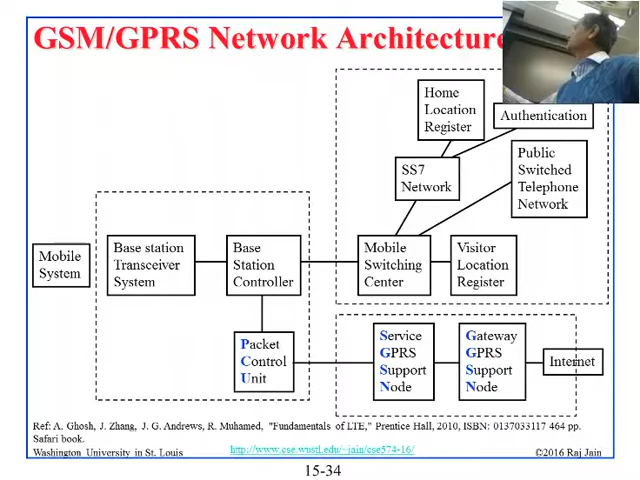 GSM/GPRS Network Architecture
Home
Location
Register
Authentication
Public
Switched
Telephone
Network
SS7
Network
Mobile
System
Base station
Transceiver
System
Base
Station
Controller
Mobile
Switching
Center
Visitor
Location
Register
Packet
Control
Unit
Service
GPRS
Support
Node
Gateway
GPRS
Support
Node
Internet
Ref: A. Ghosh, J. Zhang, J. G. Andrews, R. Muhamed, "Fundamentals of LTE," Prentice Hall, 2010, ISBN: 0137033117 464 pp.
Safari book.
Washington University in St. Louis
http://www.cse.wustl.edu/~jain/cse574-16/
©2016 Raj Jain
15-34